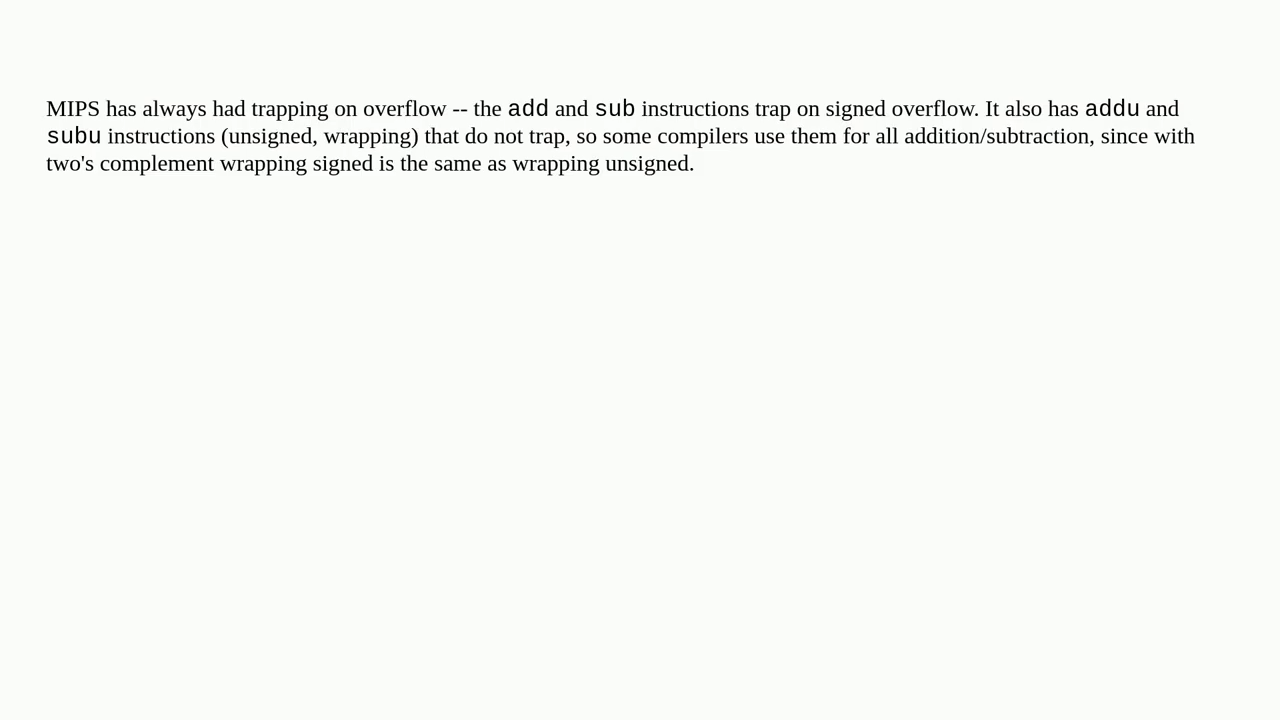 MIPS has always had trapping on overflow -- the add and sub instructions trap on signed overflow. It also has addu and
subu instructions (unsigned, wrapping) that do not trap, so some compilers use them for all addition/subtraction, since with
two's complement wrapping signed is the same as wrapping unsigned.